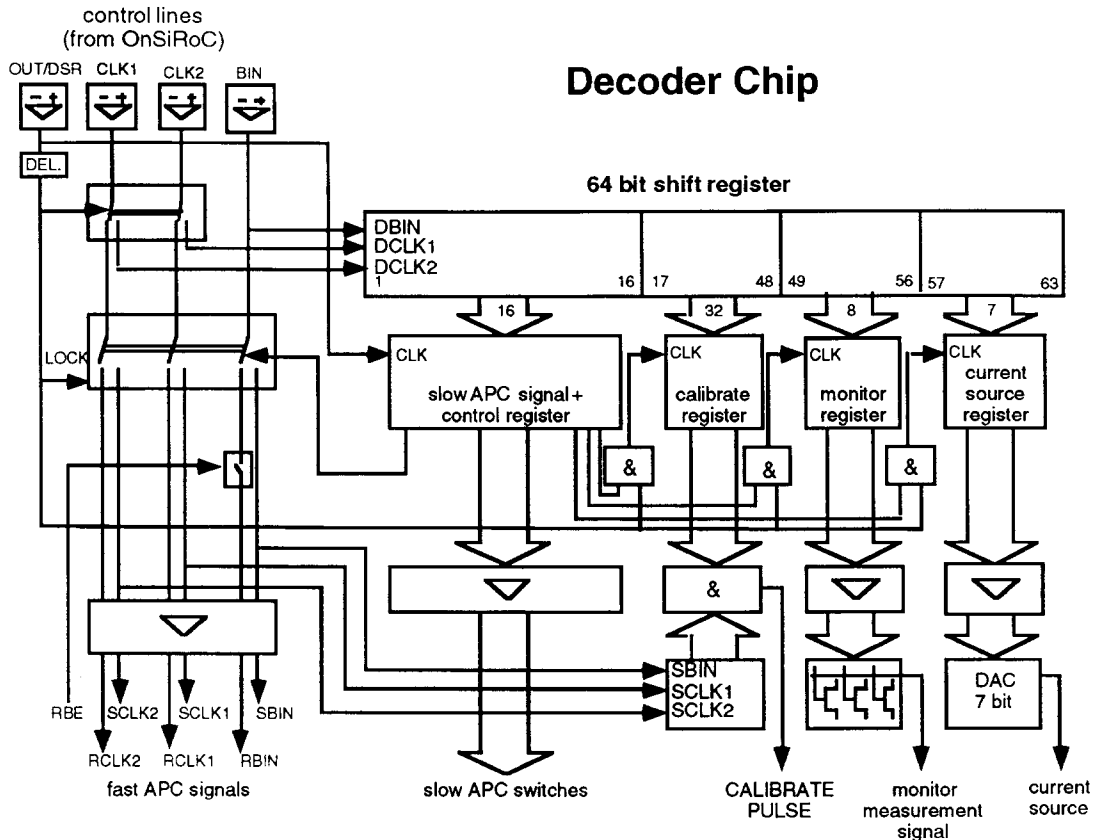 control lines
(from OnSiRoC)
OUT/DSR CLK1 CLK2 BIN
- + - + - + - +
Decoder Chip
DEL.
64 bit shift register
DBIN
DCLK1
DCLK2
1 16 17 48 49 56 57 63
16 32 8 7
LOCK
CLK
slow APC signal +
control register
CLK
calibrate
register
CLK
monitor
register
CLK
current
source
register
& & &
&
SBIN
SCLK1
SCLK2
DAC
7 bit
RBE SCLK2 SCLK1 SBIN
RCLK2 RCLK1 RBIN
fast APC signals
slow APC switches
CALIBRATE
PULSE
monitor
measurement
signal
current
source